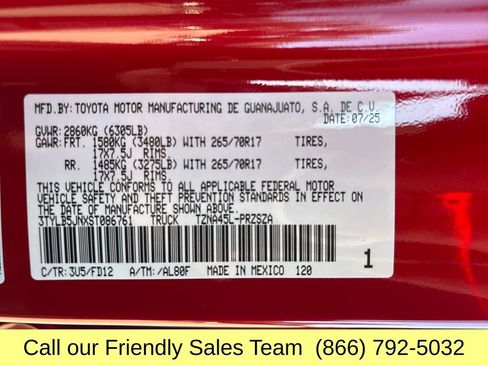 MFD.BY: TOYOTA MOTOR MANUFACTURING DE GUANAJUATO, S.A. DE C.V.
DATE 07/25
GVWR: 2860KG (6305LB)
GAWR: FRT. 1580KG (3480LB) WITH 265/70R17 TIRES,
17X7.5J RIMS.
RR. 1485KG (3275LB) WITH 265/70R17 TIRES,
17X7.5J RIMS.
THIS VEHICLE CONFORMS TO ALL APPLICABLE FEDERAL MOTOR
VEHICLE SAFETY AND THEFT PREVENTION STANDARDS IN EFFECT ON
THE DATE OF MANUFACTURE SHOWN ABOVE.
3TYLB5JNXST086761 TRUCK TZNA45L-PRZSZA
C/TR: 3U5/FD12 A/TM: /AL80F MADE IN MEXICO 120
1
Call our Friendly Sales Team (866) 792-5032